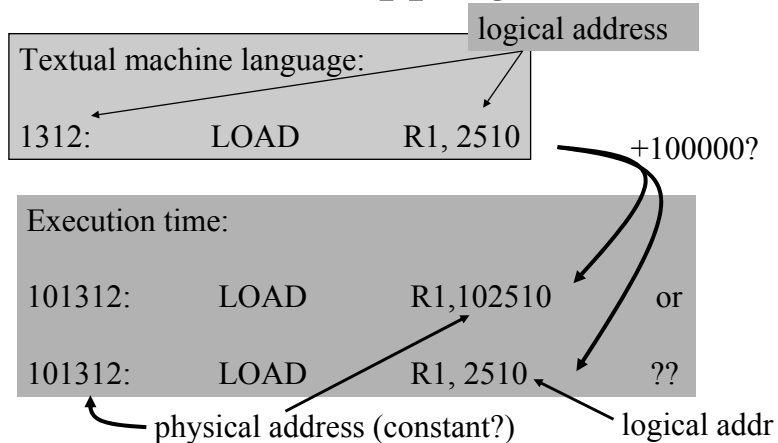 logical address
Textual machine language:
1312: LOAD R1, 2510
+100000?
Execution time:
101312: LOAD R1,102510 or
101312: LOAD R1, 2510 ??
physical address (constant?) logical addr